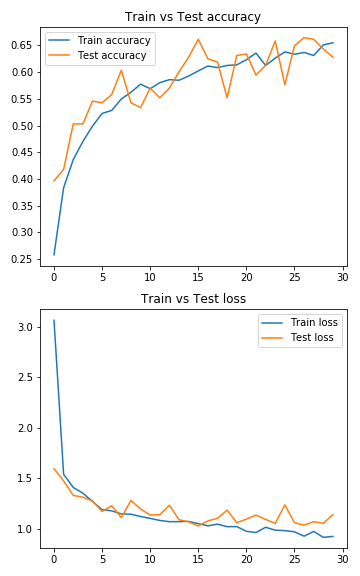 Train vs Test accuracy
Train accuracy
Test accuracy
0.65
0.60
0.55
0.50
0.45
0.40
0.35
0.30
0.25
0 5 10 15 20 25 30
Train vs Test loss
Train loss
Test loss
3.0
2.5
2.0
1.5
1.0
0 5 10 15 20 25 30